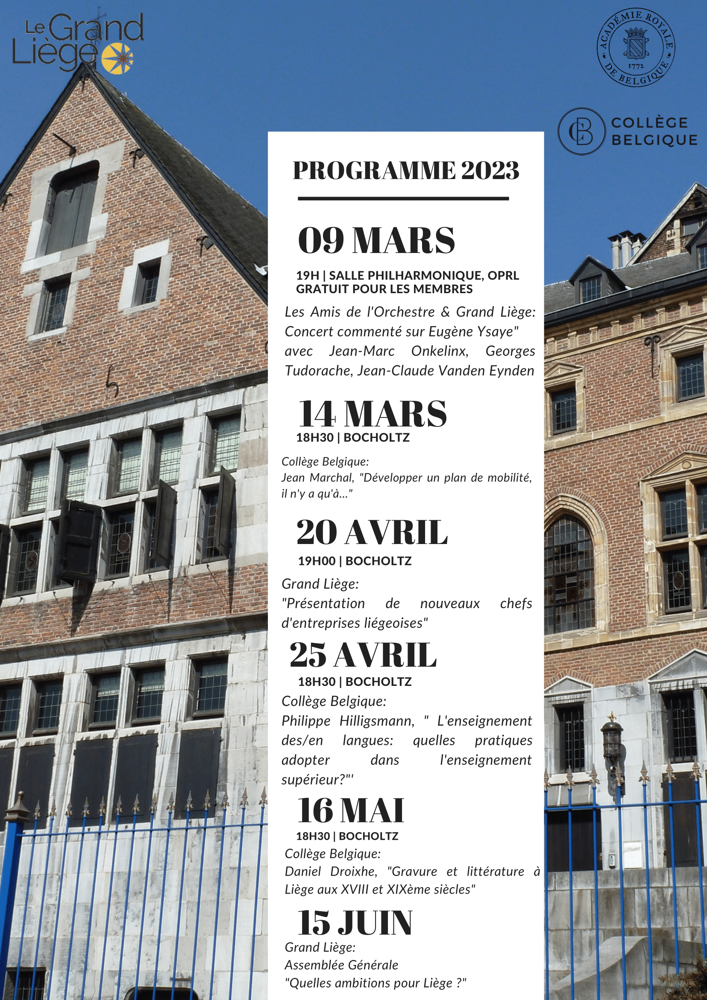 Le Grand
Liège
ACADÉMIE ROYALE
DE BELGIQUE
1772
CB
COLLÈGE
BELGIQUE
PROGRAMME 2023
09 MARS
19H | SALLE PHILHARMONIQUE, OPRL
GRATUIT POUR LES MEMBRES
Les Amis de l'Orchestre & Grand Liège:
Concert commenté sur Eugène Ysaye"
avec Jean-Marc Onkelinx, Georges
Tudorache, Jean-Claude Vanden Eynden
14 MARS
18H30 | BOCHOLTZ
Collège Belgique:
Jean Marchal, "Développer un plan de mobilité,
il n'y a qu'à..."
20 AVRIL
19H00 | BOCHOLTZ
Grand Liège:
"Présentation de nouveaux chefs
d'entreprises liégeoises"
25 AVRIL
18H30 | BOCHOLTZ
Collège Belgique:
Philippe Hilligsmann, " L'enseignement
des/en langues: quelles pratiques
adopter dans l'enseignement
supérieur?"'
16 MAI
18H30 | BOCHOLTZ
Collège Belgique:
Daniel Droixhe, "Gravure et littérature à
Liège aux XVIII et XIXème siècles"
15 JUIN
Grand Liège:
Assemblée Générale
"Quelles ambitions pour Liège ?"